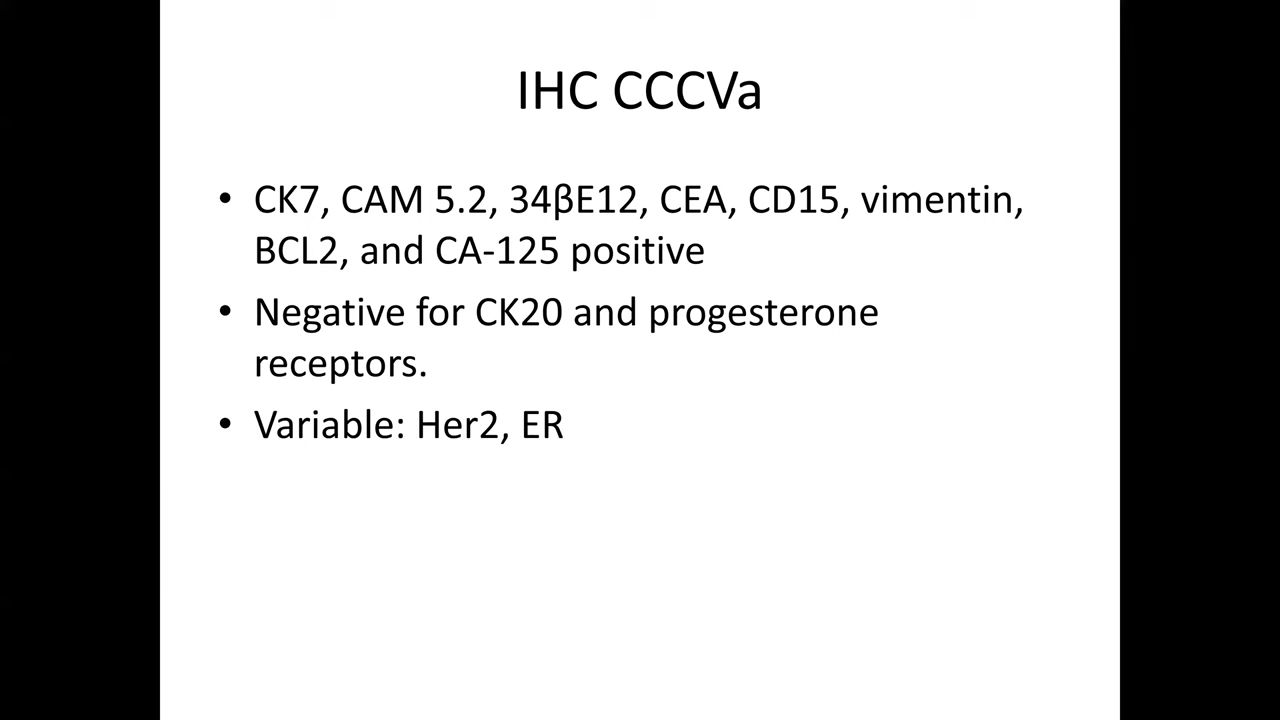 IHC CCCVa
• CK7, CAM 5.2, 34βE12, CEA, CD15, vimentin,
BCL2, and CA-125 positive
• Negative for CK20 and progesterone
receptors.
• Variable: Her2, ER